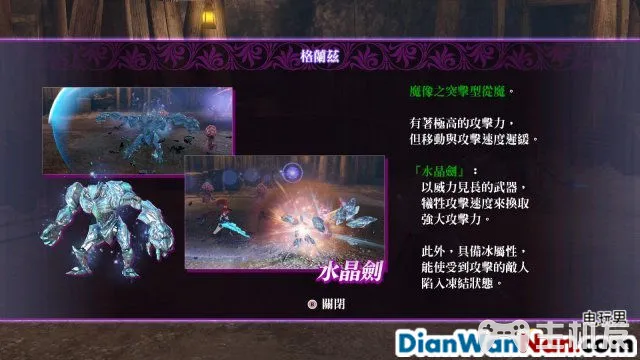 格蘭茲
魔像之突擊型從魔。
有著極高的攻擊力，
但移動與攻擊速度遲緩。
「水晶劍」：
以威力見長的武器，
犧牲攻擊速度來換取
強大攻擊力。
此外，具備冰屬性，
能使受到攻擊的敵人
陷入凍結狀態。
水晶劍
關閉
电玩男
DianWanNan.com